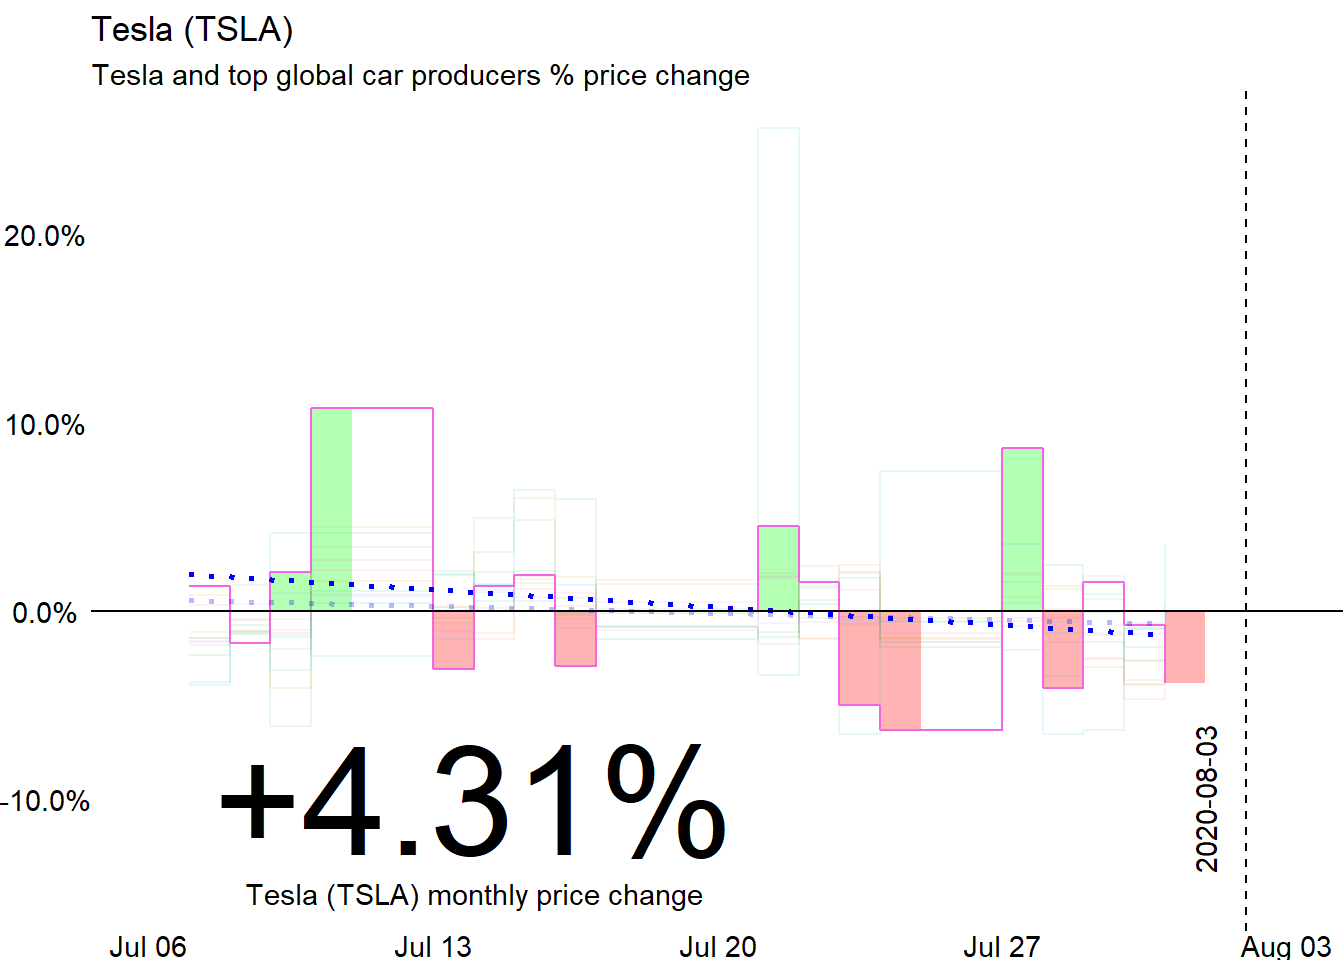 Tesla (TSLA)
Tesla and top global car producers % price change
20.0%
10.0%
0.0%
-10.0%
+4.31%
Tesla (TSLA) monthly price change
2020-08-03
Jul 06
Jul 13
Jul 20
Jul 27
Aug 03